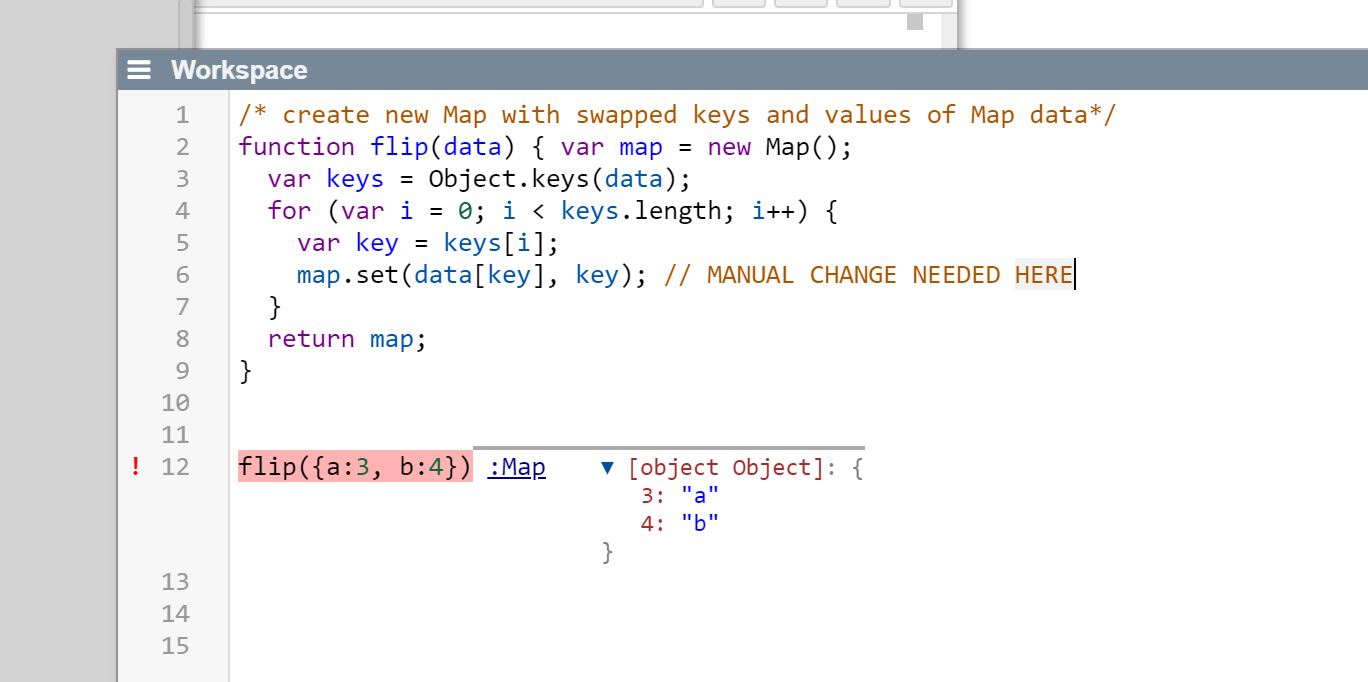 Workspace
1 /* create new Map with swapped keys and values of Map data*/
2 function flip(data) { var map = new Map();
3   var keys = Object.keys(data);
4   for (var i = 0; i < keys.length; i++) {
5     var key = keys[i];
6     map.set(data[key], key); // MANUAL CHANGE NEEDED HERE
7   }
8   return map;
9 }
10
11
! 12 flip({a:3, b:4}) :Map ▼ [object Object]: {
3: "a"
4: "b"
}
13
14
15